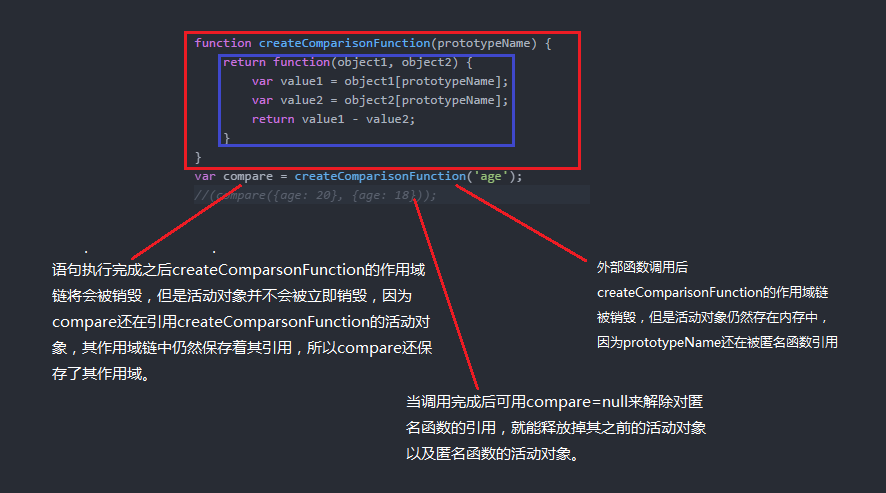 function createComparisonFunction(prototypeName) {
return function(object1, object2) {
var value1 = object1[prototypeName];
var value2 = object2[prototypeName];
return value1 - value2;
}
}
var compare = createComparisonFunction('age');
//(compare({age: 20}, {age: 18}));
语句执行完成之后createComparsonFunction的作用域
链将会被销毁，但是活动对象并不会被立即销毁，因为
compare还在引用createComparsonFunction的活动对
象，其作用域链中仍然保存着其引用，所以compare还保
存了其作用域。
外部函数调用后
createComparisonFunction的作用域链
被销毁，但是活动对象仍然存在内存中，
因为prototypeName还在被匿名函数引用
当调用完成后可用compare=null来解除对匿
名函数的引用，就能释放掉其之前的活动对象
以及匿名函数的活动对象。